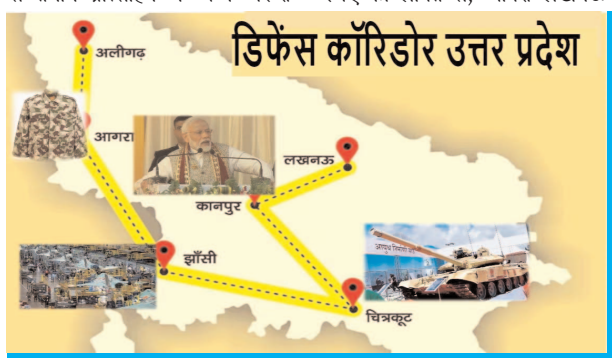 डिफेंस कॉरिडोर उत्तर प्रदेश
अलीगढ़
आगरा
लखनऊ
कानपुर
झाँसी
चित्रकूट